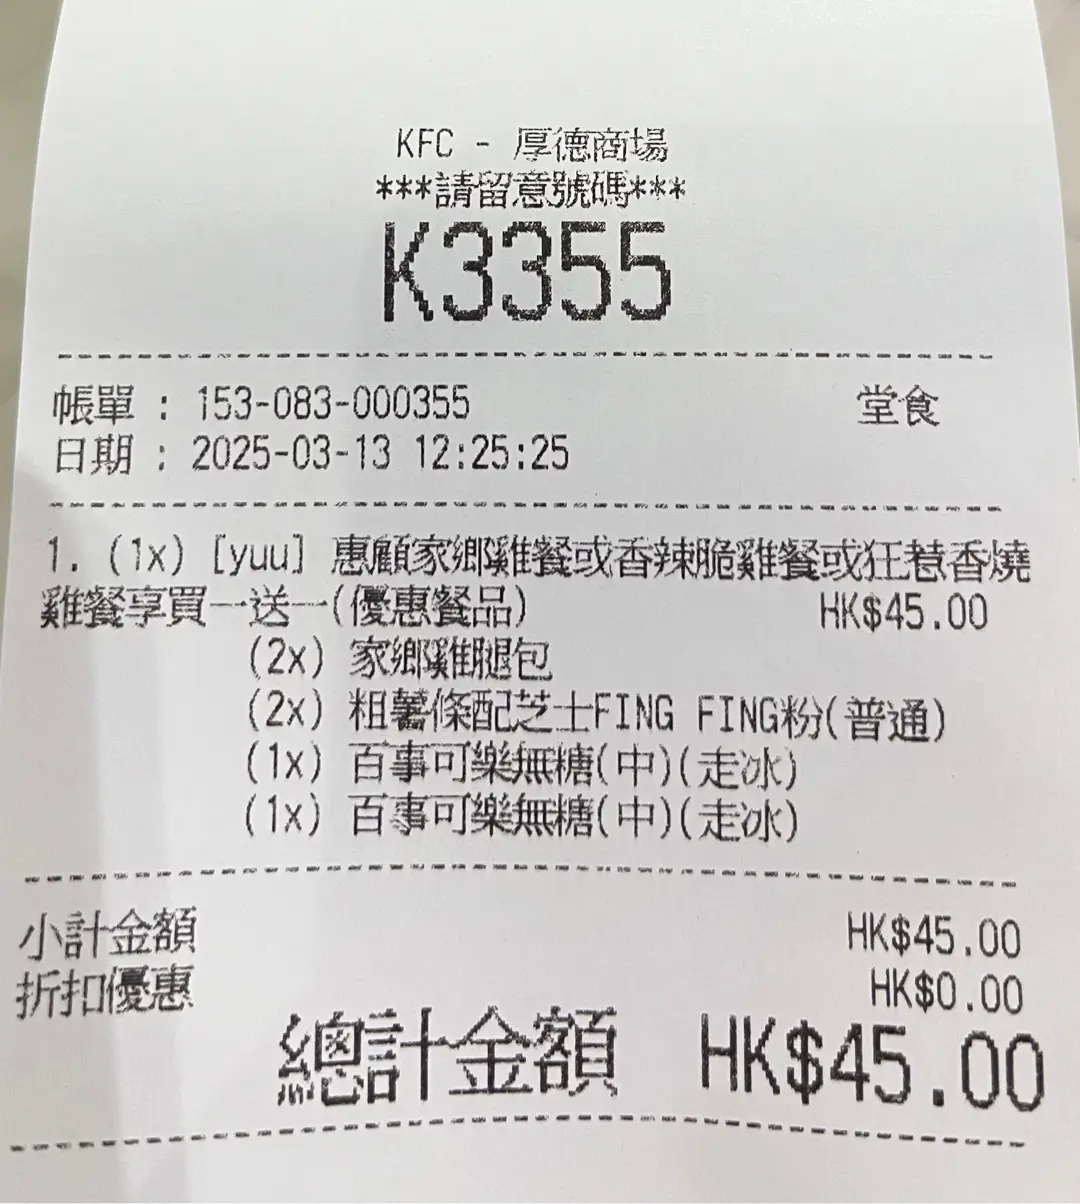 KFC - 厚德商場
***請留意號碼***
K3355
帳單 : 153-083-000355 堂食
日期 : 2025-03-13 12:25:25
1. (1x) [yuu] 惠顧家鄉雞餐或香辣脆雞餐或狂惹香燒
雞餐享買一送一(優惠餐品) HK$45.00
(2x) 家鄉雞腿包
(2x) 粗薯條配芝士FING FING粉(普通)
(1x) 百事可樂無糖(中)(走冰)
(1x) 百事可樂無糖(中)(走冰)
小計金額 HK$45.00
折扣優惠 HK$0.00
總計金額 HK$45.00